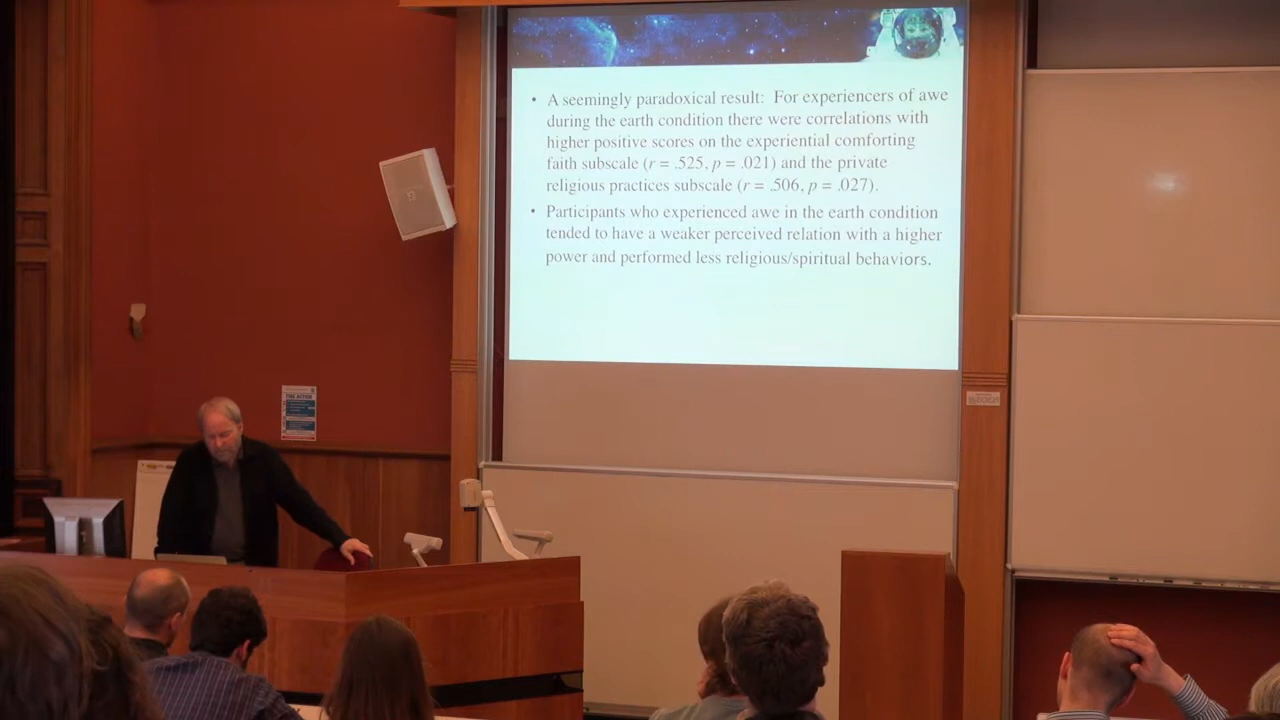 • A seemingly paradoxical result: For experiencers of awe
during the earth condition there were correlations with
higher positive scores on the experiential comforting
faith subscale (r = .525, p = .021) and the private
religious practices subscale (r = .506, p = .027).
• Participants who experienced awe in the earth condition
tended to have a weaker perceived relation with a higher
power and performed less religious/spiritual behaviors.
FIRE ACTION